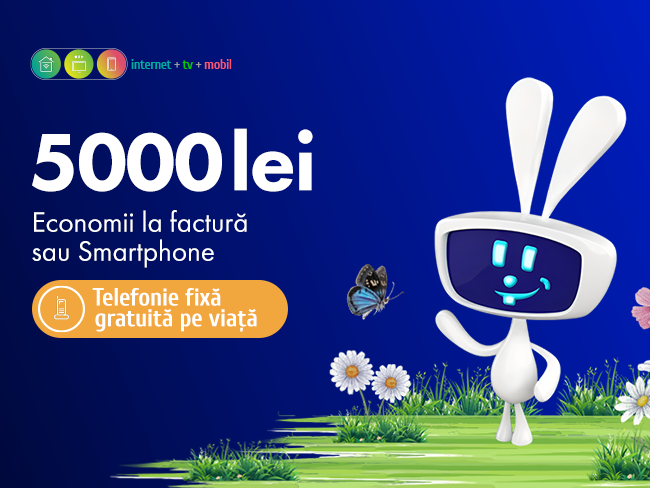 internet + tv + mobil
5000 lei
Economii la factură
sau Smartphone
Telefonie fixă
gratuită pe viață